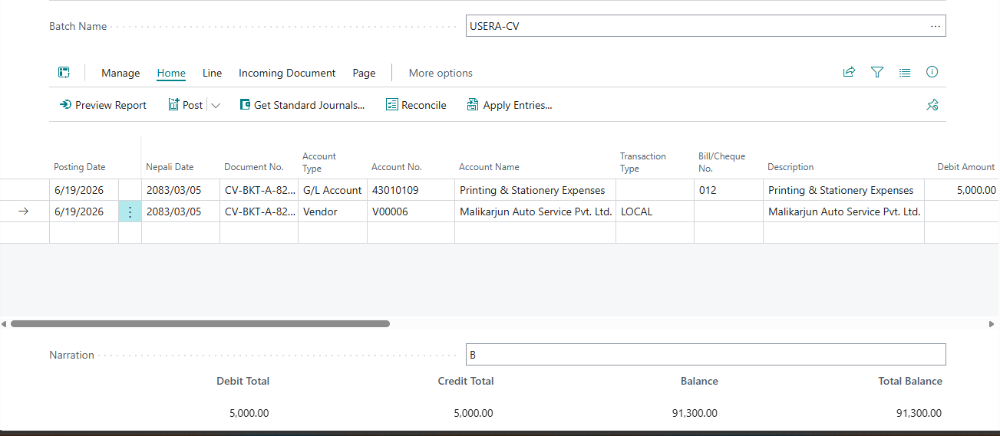 Batch Name USERA-CV ...
Manage Home Line Incoming Document Page More options
Preview Report Post Get Standard Journals... Reconcile Apply Entries...
Posting Date Nepali Date Document No. Account Type Account No. Account Name Transaction Type Bill/Cheque No. Description Debit Amount
6/19/2026 2083/03/05 CV-BKT-A-82... G/L Account 43010109 Printing & Stationery Expenses 012 Printing & Stationery Expenses 5,000.00
6/19/2026 2083/03/05 CV-BKT-A-82... Vendor V00006 Malikarjun Auto Service Pvt. Ltd. LOCAL Malikarjun Auto Service Pvt. Ltd.
Narration B
Debit Total Credit Total Balance Total Balance
5,000.00 5,000.00 91,300.00 91,300.00